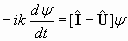 -ik dψ/dt = [Î - Û]ψ